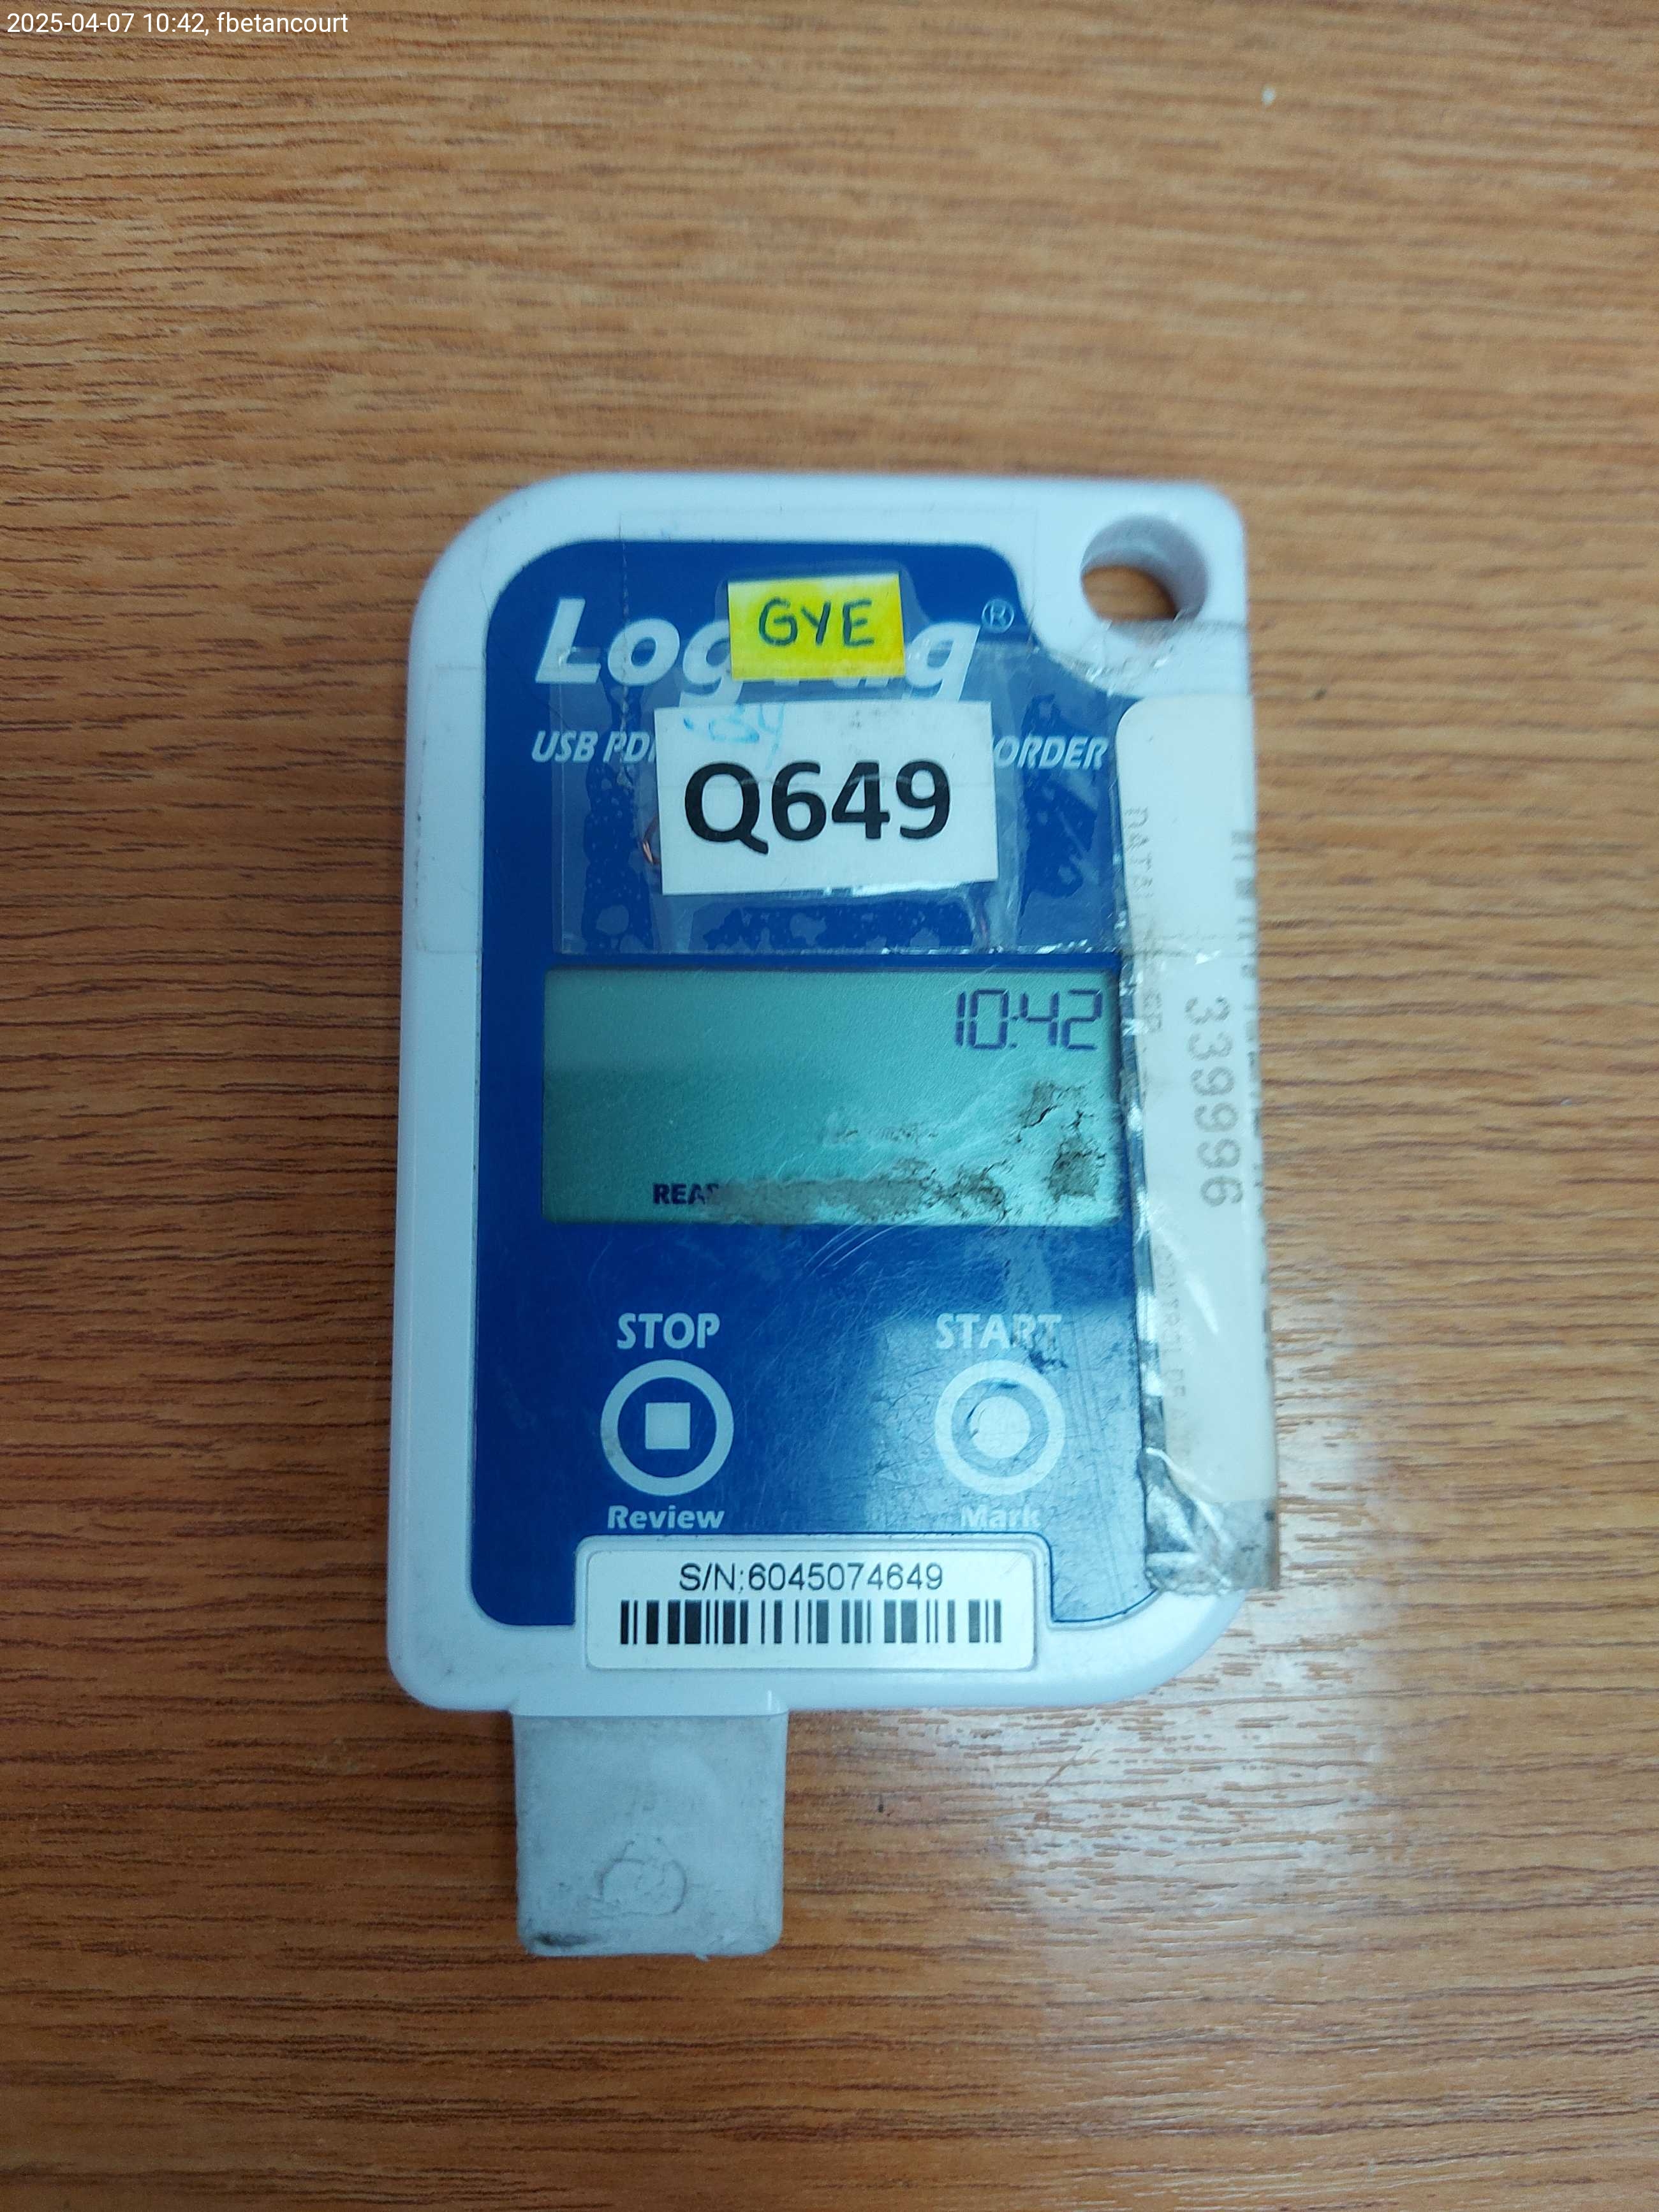 2025-04-07 10:42, fbetancourt
GYE
®
Q649
10:42
339996
STOP
START
Review
Mark
S/N:6045074649